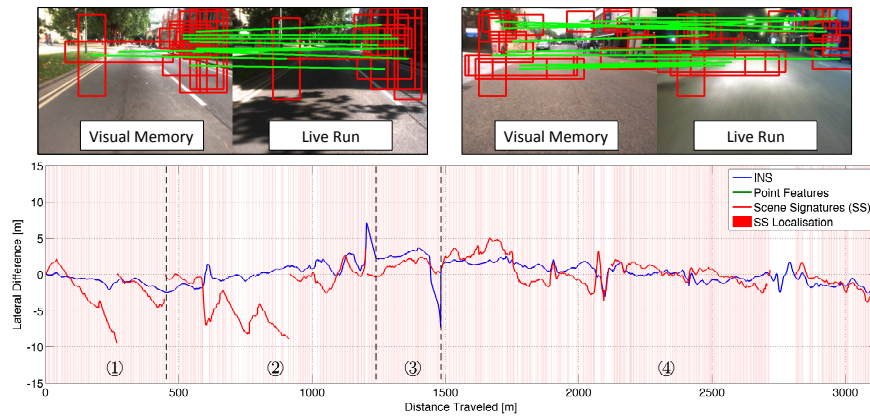 Visual Memory
Live Run
Visual Memory
Live Run
15
10
5
0
-5
-10
-15
Lateral Difference [m]
INS
Point Features
Scene Signatures (SS)
SS Localisation
①
②
③
④
0
500
1000
1500
2000
2500
3000
Distance Traveled [m]